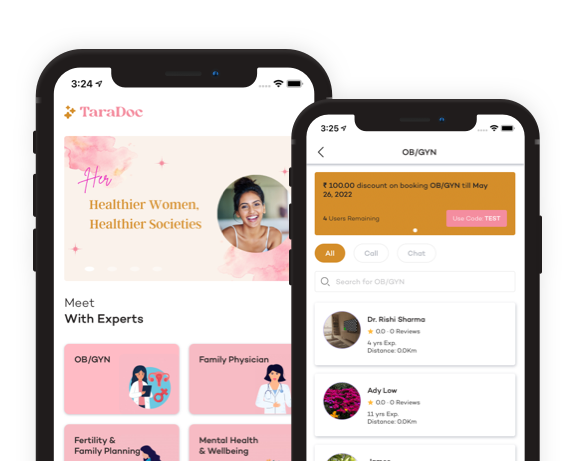 3:24
TaraDoc
Her
Healthier Women,
Healthier Societies
Meet
With Experts
OB/GYN
Family Physician
Fertility &
Family Planning
Mental Health
& Wellbeing
3:25
OB/GYN
₹ 100.00 discount on booking OB/GYN till May
26, 2022
4 Users Remaining
Use Code TEST
All
Call
Chat
Search for OB/GYN
Dr. Rishi Sharma
0.0 · 0 Reviews
4 yrs Exp.
Distance: 0.0Km
Ady Low
0.0 · 0 Reviews
11 yrs Exp.
Distance: 0.0Km